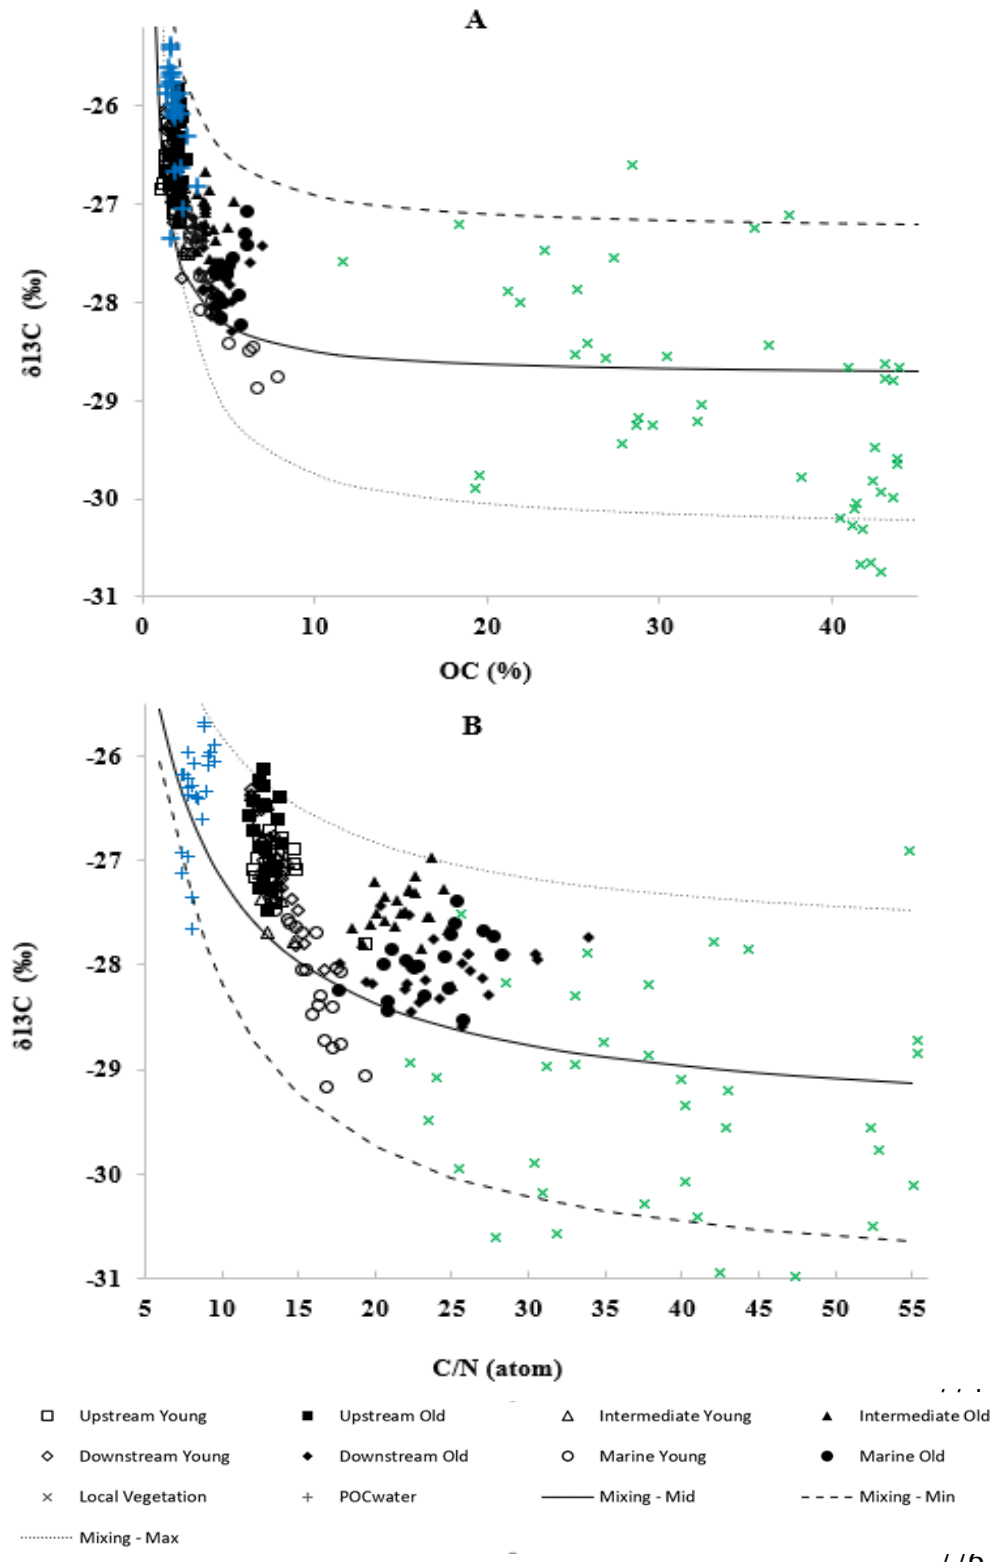 A
-26
-27
-28
-29
-30
-31
δ13C (‰)
0 10 20 30 40
OC (%)
B
-26
-27
-28
-29
-30
-31
δ13C (‰)
5 10 15 20 25 30 35 40 45 50 55
C/N (atom)
Upstream Young Upstream Old Intermediate Young Intermediate Old
Downstream Young Downstream Old Marine Young Marine Old
Local Vegetation POCwater Mixing - Mid Mixing - Min
Mixing - Max